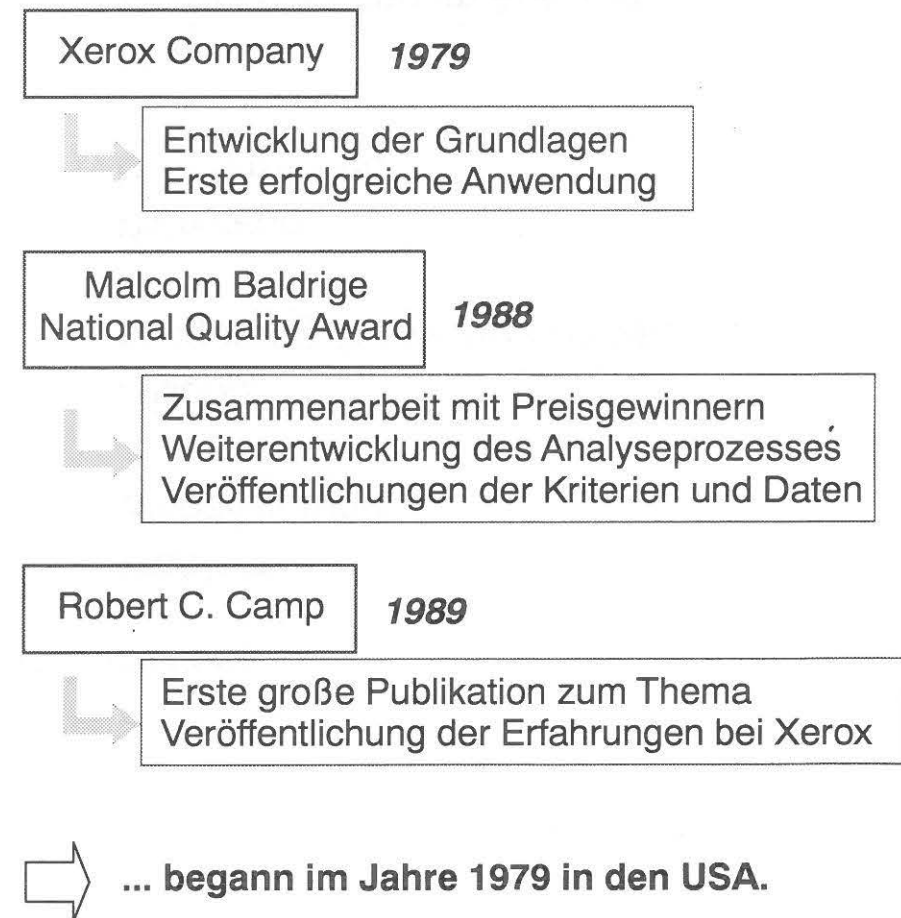 Xerox Company
1979
Entwicklung der Grundlagen
Erste erfolgreiche Anwendung
Malcolm Baldrige
National Quality Award
1988
Zusammenarbeit mit Preisgewinnern
Weiterentwicklung des Analyseprozesses
Veröffentlichungen der Kriterien und Daten
Robert C. Camp
1989
Erste große Publikation zum Thema
Veröffentlichung der Erfahrungen bei Xerox
... begann im Jahre 1979 in den USA.